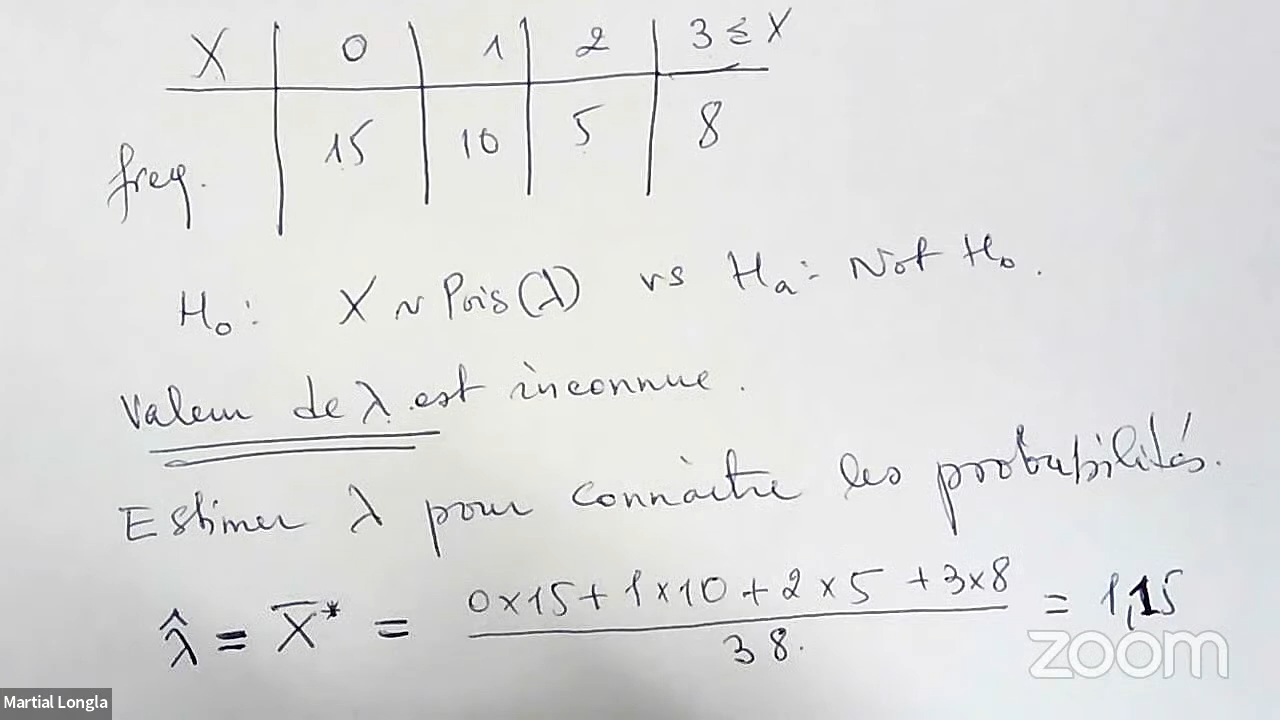 X 0 1 2 3 ≤ X
freq. 15 10 5 8
H₀: X ~ Pois(λ) vs Hₐ: Not H₀.
Valeur de λ est inconnue.
Estimer λ pour connaître les probabilités.
λ̂ = X̄* = (0×15 + 1×10 + 2×5 + 3×8) / 38. = 1,15
zoom
Martial Longla